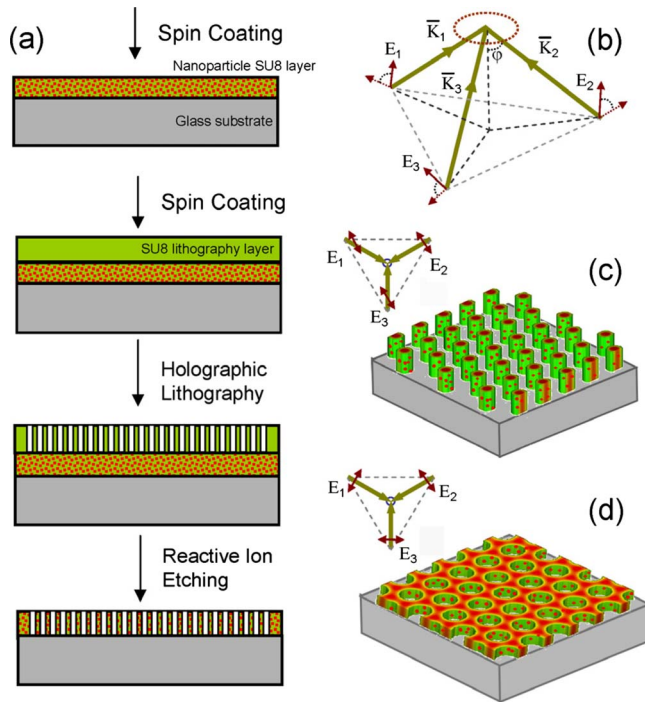 (a)
Spin Coating
Nanoparticle SU8 layer
Glass substrate
Spin Coating
SU8 lithography layer
Holographic
Lithography
Reactive Ion
Etching
(b)
K̅₁
E₁
φ
K̅₂
E₂
K̅₃
E₃
(c)
E₁
E₂
E₃
(d)
E₁
E₂
E₃